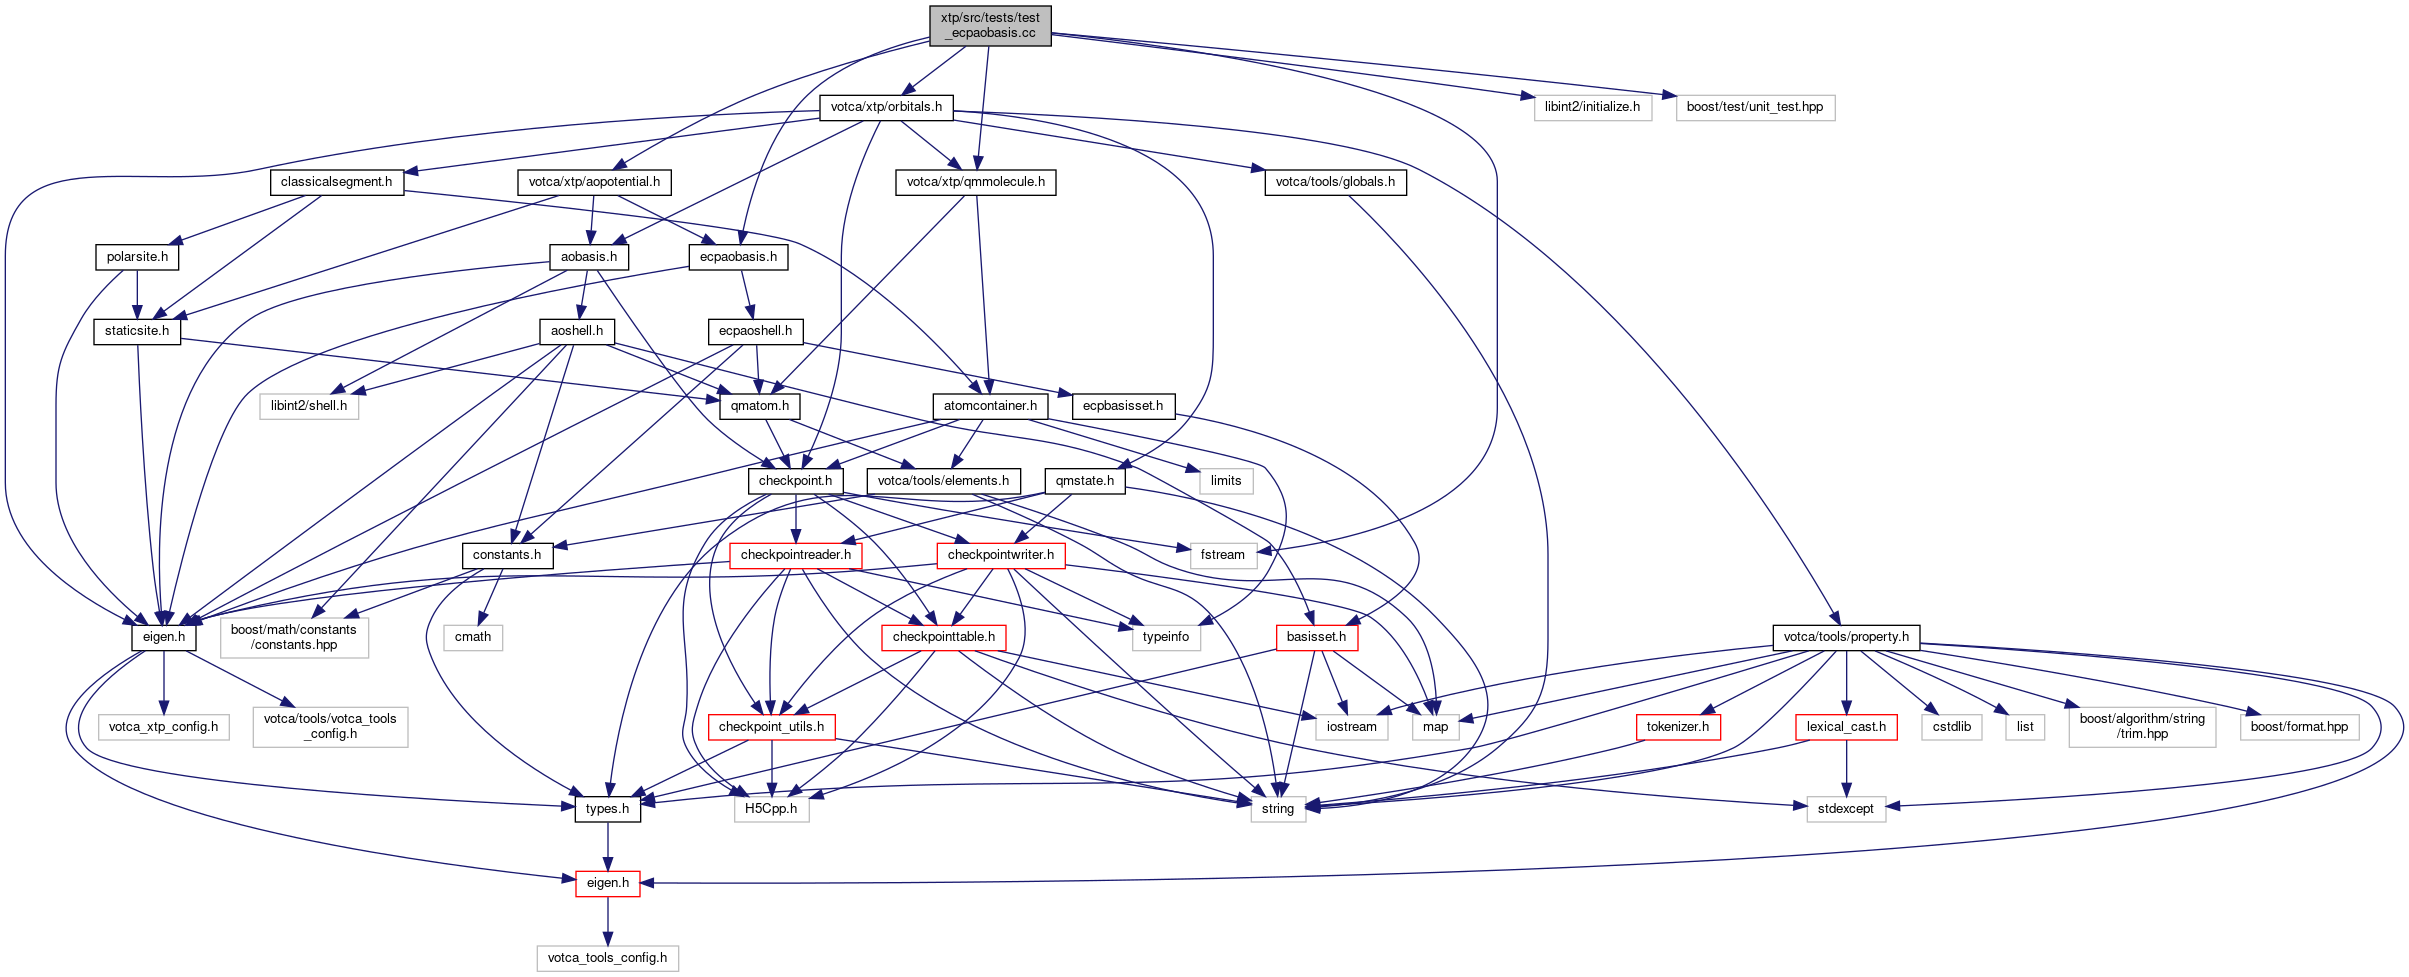 xtp/src/tests/test
_ecpaobasis.cc
votca/xtp/orbitals.h
libint2/initialize.h
boost/test/unit_test.hpp
classicalsegment.h
votca/xtp/aopotential.h
votca/xtp/qmmolecule.h
votca/tools/globals.h
polarsite.h
aobasis.h
ecpaobasis.h
staticsite.h
aoshell.h
ecpaoshell.h
libint2/shell.h
qmatom.h
atomcontainer.h
ecpbasisset.h
checkpoint.h
votca/tools/elements.h
qmstate.h
limits
constants.h
checkpointreader.h
checkpointwriter.h
fstream
eigen.h
boost/math/constants
/constants.hpp
cmath
checkpointtable.h
typeinfo
basisset.h
votca/tools/property.h
votca_xtp_config.h
votca/tools/votca_tools
_config.h
checkpoint_utils.h
iostream
map
tokenizer.h
lexical_cast.h
cstdlib
list
boost/algorithm/string
/trim.hpp
boost/format.hpp
types.h
H5Cpp.h
string
stdexcept
eigen.h
votca_tools_config.h